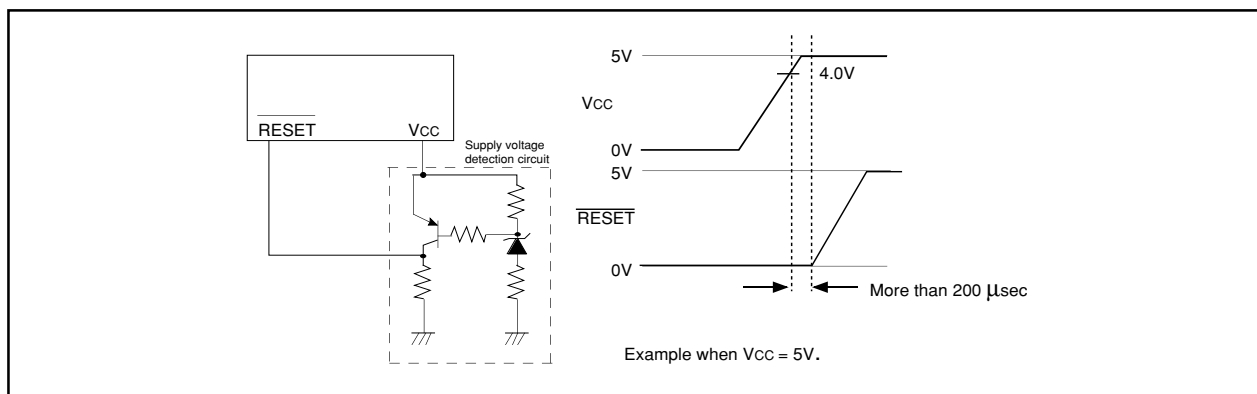 RESET VCC
Supply voltage
detection circuit
5V
4.0V
VCC
0V
5V
RESET
0V
More than 200 μsec
Example when VCC = 5V.